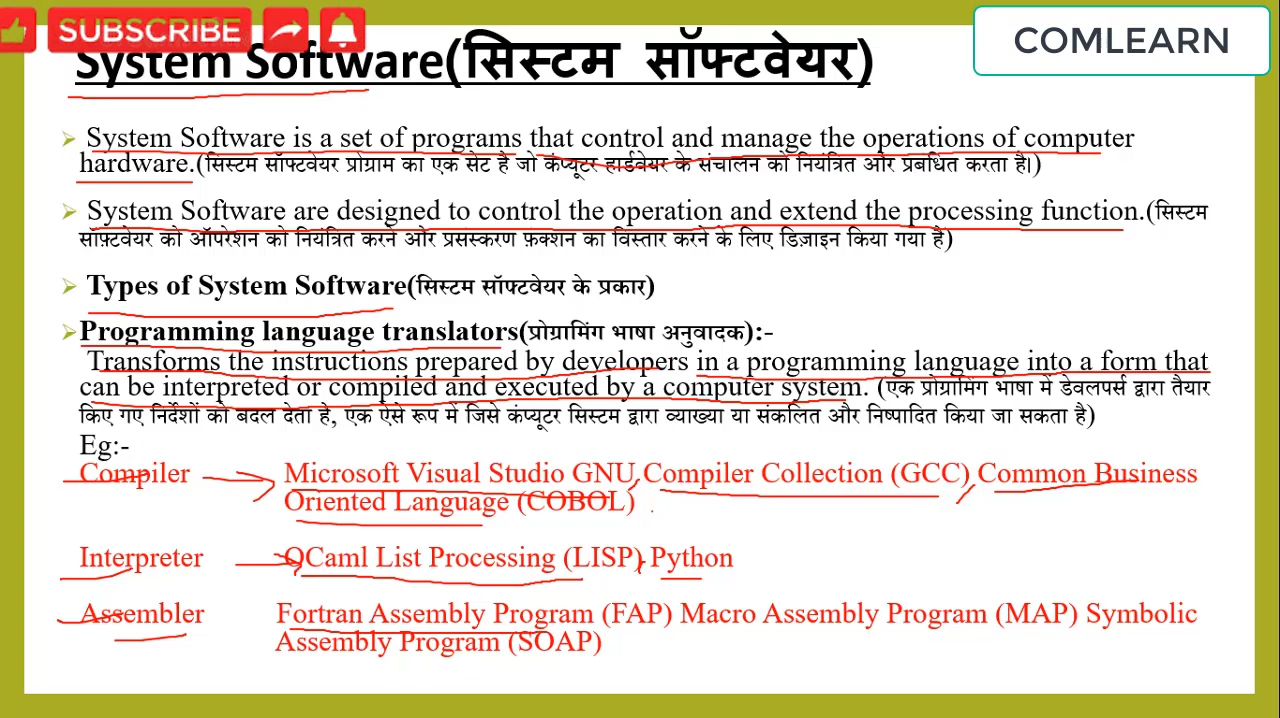 SUBSCRIBE
COMLEARN
System Software(सिस्टम सॉफ्टवेयर)
System Software is a set of programs that control and manage the operations of computer
hardware.(सिस्टम सॉफ्टवेयर प्रोग्राम का एक सेट है जो कंप्यूटर हार्डवेयर के संचालन को नियंत्रित और प्रबंधित करता है।)
System Software are designed to control the operation and extend the processing function.(सिस्टम
सॉफ़्टवेयर को ऑपरेशन को नियंत्रित करने और प्रसंस्करण फ़ंक्शन का विस्तार करने के लिए डिज़ाइन किया गया है)
Types of System Software(सिस्टम सॉफ्टवेयर के प्रकार)
Programming language translators(प्रोग्रामिंग भाषा अनुवादक):-
Transforms the instructions prepared by developers in a programming language into a form that
can be interpreted or compiled and executed by a computer system. (एक प्रोग्रामिंग भाषा में डेवलपर्स द्वारा तैयार
किए गए निर्देशों को बदल देता है, एक ऐसे रूप में जिसे कंप्यूटर सिस्टम द्वारा व्याख्या या संकलित और निष्पादित किया जा सकता है)
Eg:-
Compiler Microsoft Visual Studio GNU Compiler Collection (GCC) Common Business
Oriented Language (COBOL)
Interpreter OCaml List Processing (LISP) Python
Assembler Fortran Assembly Program (FAP) Macro Assembly Program (MAP) Symbolic
Assembly Program (SOAP)